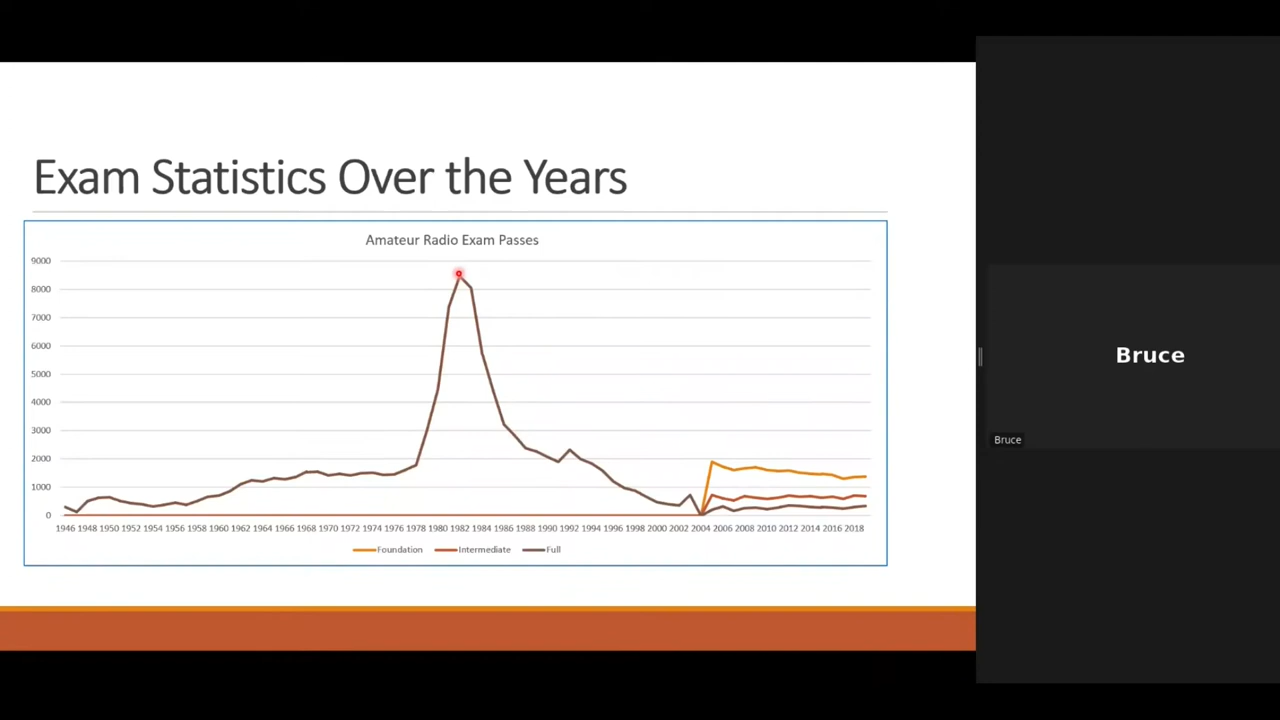 Exam Statistics Over the Years
Amateur Radio Exam Passes
9000
8000
7000
6000
5000
4000
3000
2000
1000
0
1946 1948 1950 1952 1954 1956 1958 1960 1962 1964 1966 1968 1970 1972 1974 1976 1978 1980 1982 1984 1986 1988 1990 1992 1994 1996 1998 2000 2002 2004 2006 2008 2010 2012 2014 2016 2018
Foundation Intermediate Full
Bruce
Bruce